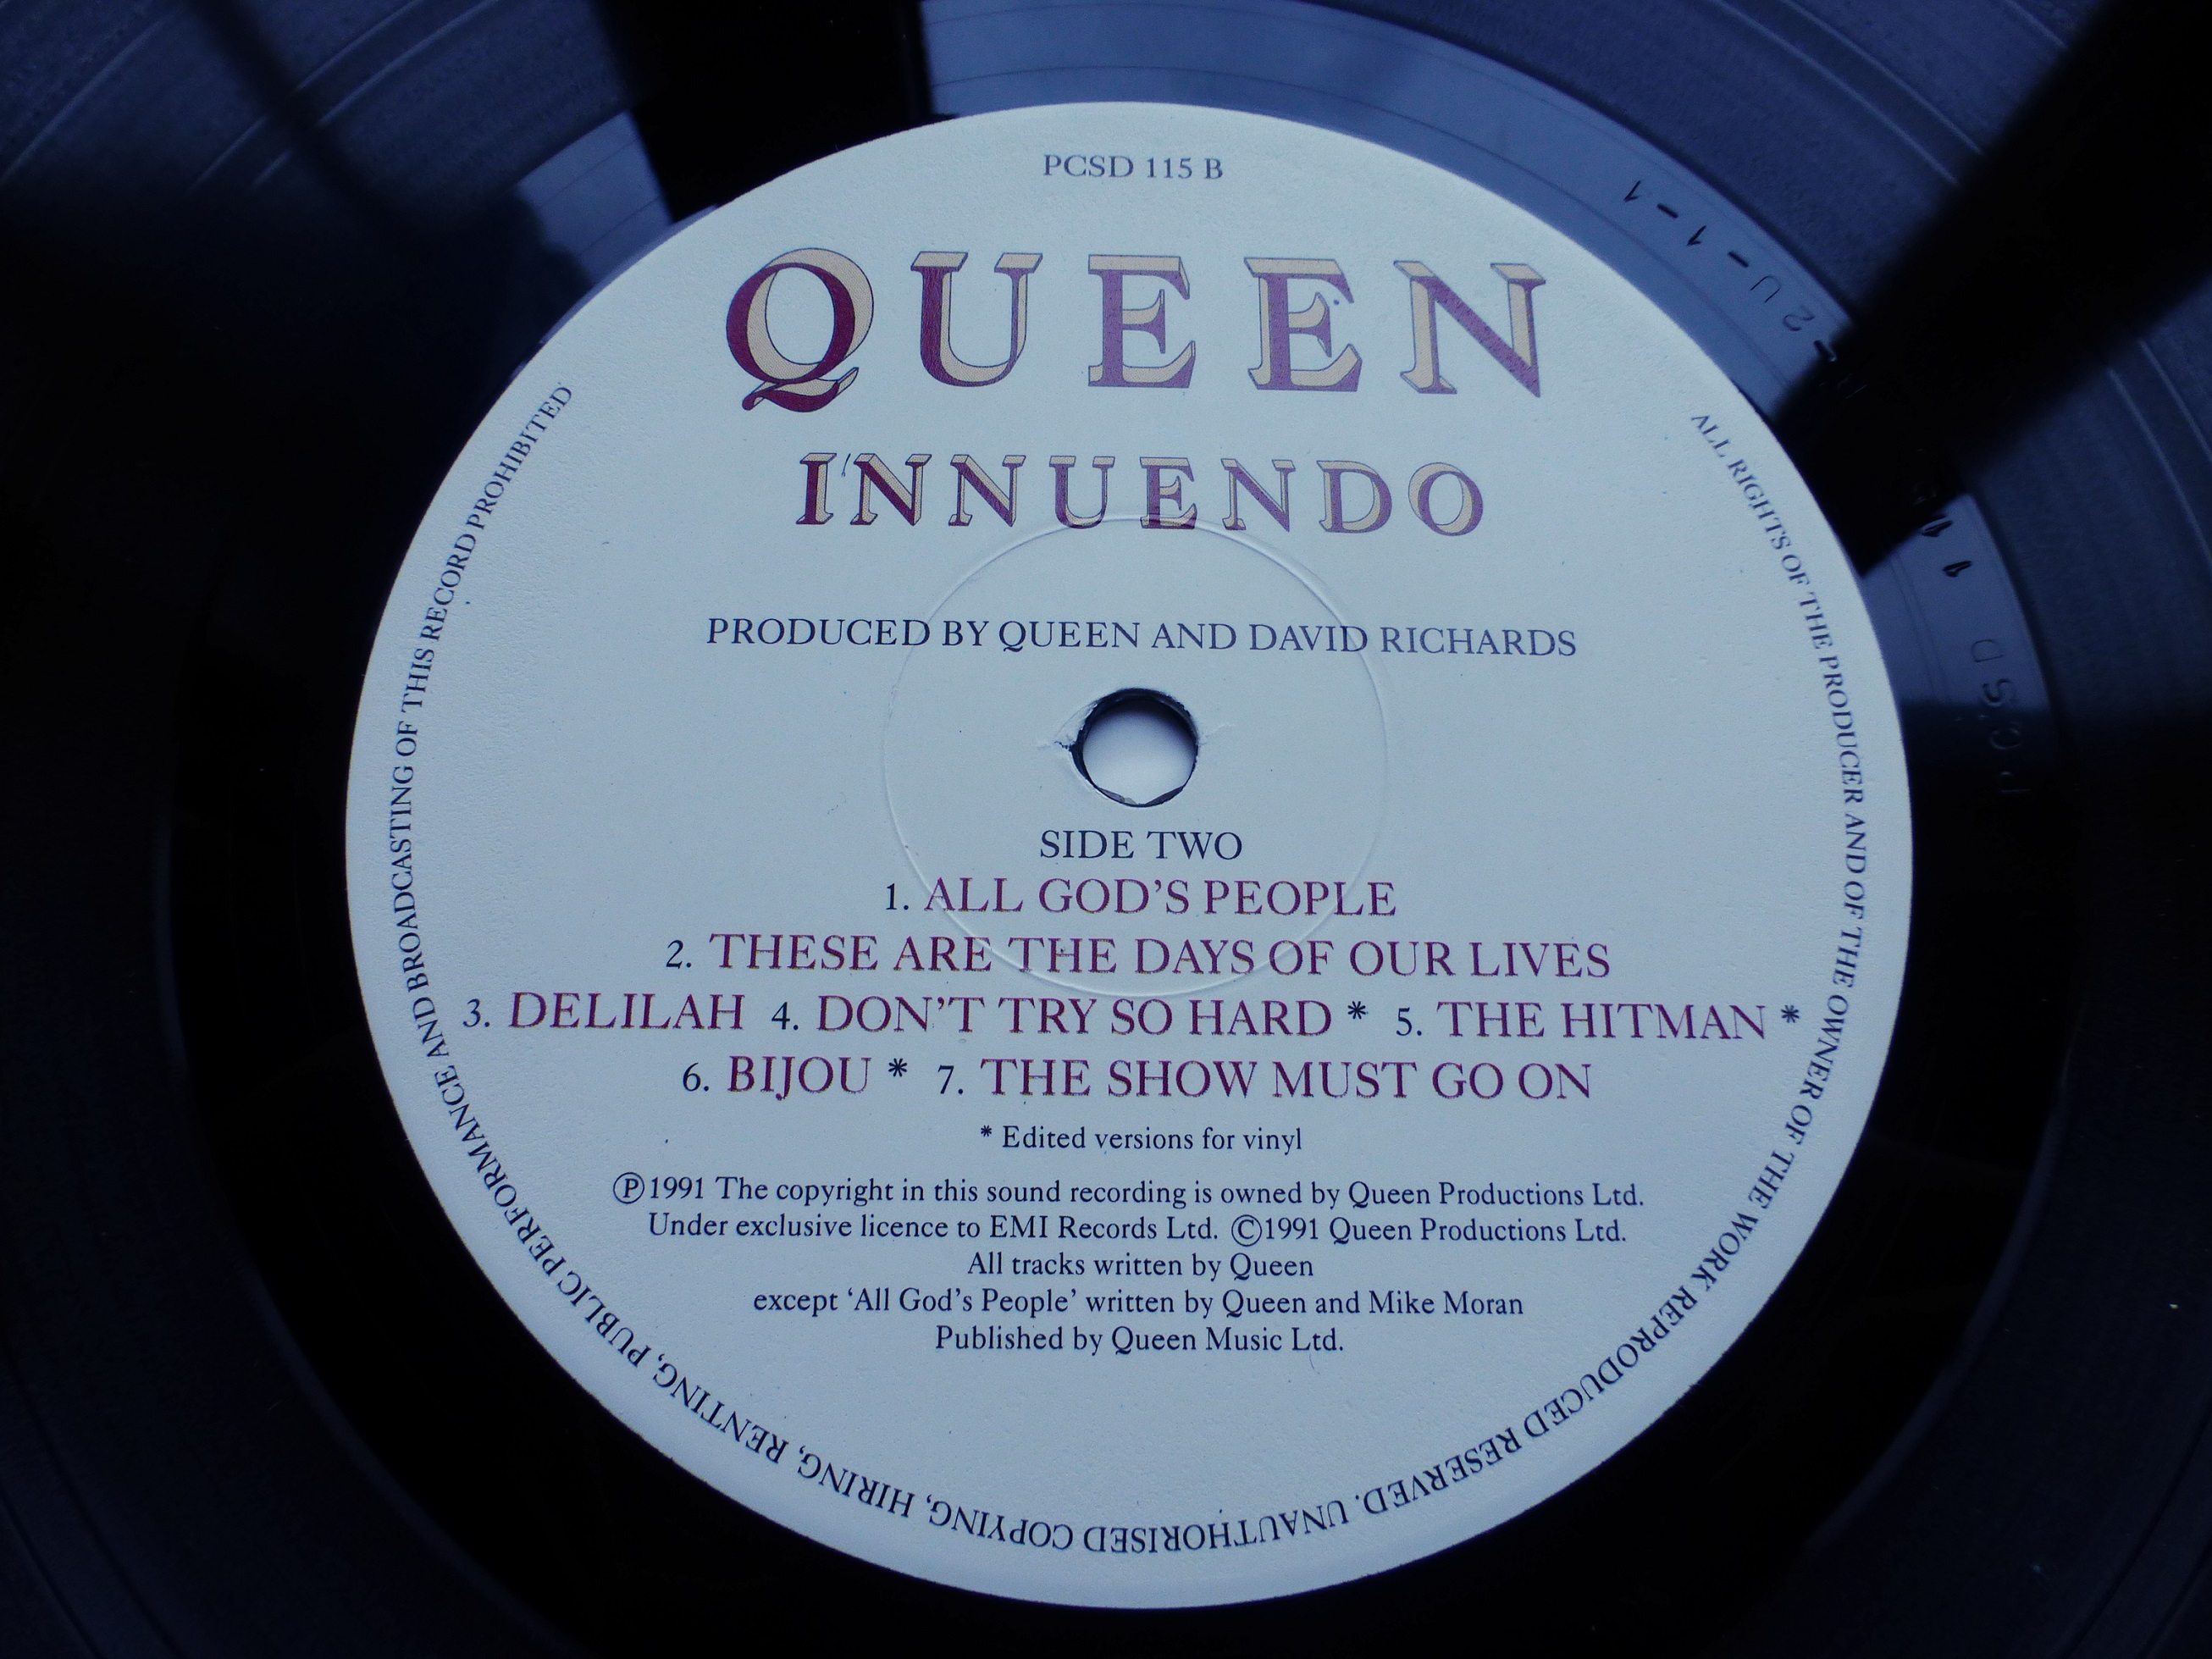 PCSD 115 B
QUEEN
INNUENDO
PRODUCED BY QUEEN AND DAVID RICHARDS
SIDE TWO
1. ALL GOD'S PEOPLE
2. THESE ARE THE DAYS OF OUR LIVES
3. DELILAH 4. DON'T TRY SO HARD * 5. THE HITMAN *
6. BIJOU * 7. THE SHOW MUST GO ON
* Edited versions for vinyl
Ⓟ1991 The copyright in this sound recording is owned by Queen Productions Ltd.
Under exclusive licence to EMI Records Ltd. ©1991 Queen Productions Ltd.
All tracks written by Queen
except ‘All God’s People’ written by Queen and Mike Moran
Published by Queen Music Ltd.
ALL RIGHTS OF THE PRODUCER AND OF THE OWNER OF THE WORK REPRODUCED RESERVED. UNAUTHORISED COPYING, HIRING, RENTING, PUBLIC PERFORMANCE AND BROADCASTING OF THIS RECORD PROHIBITED
PCSD 11
2U-1-1